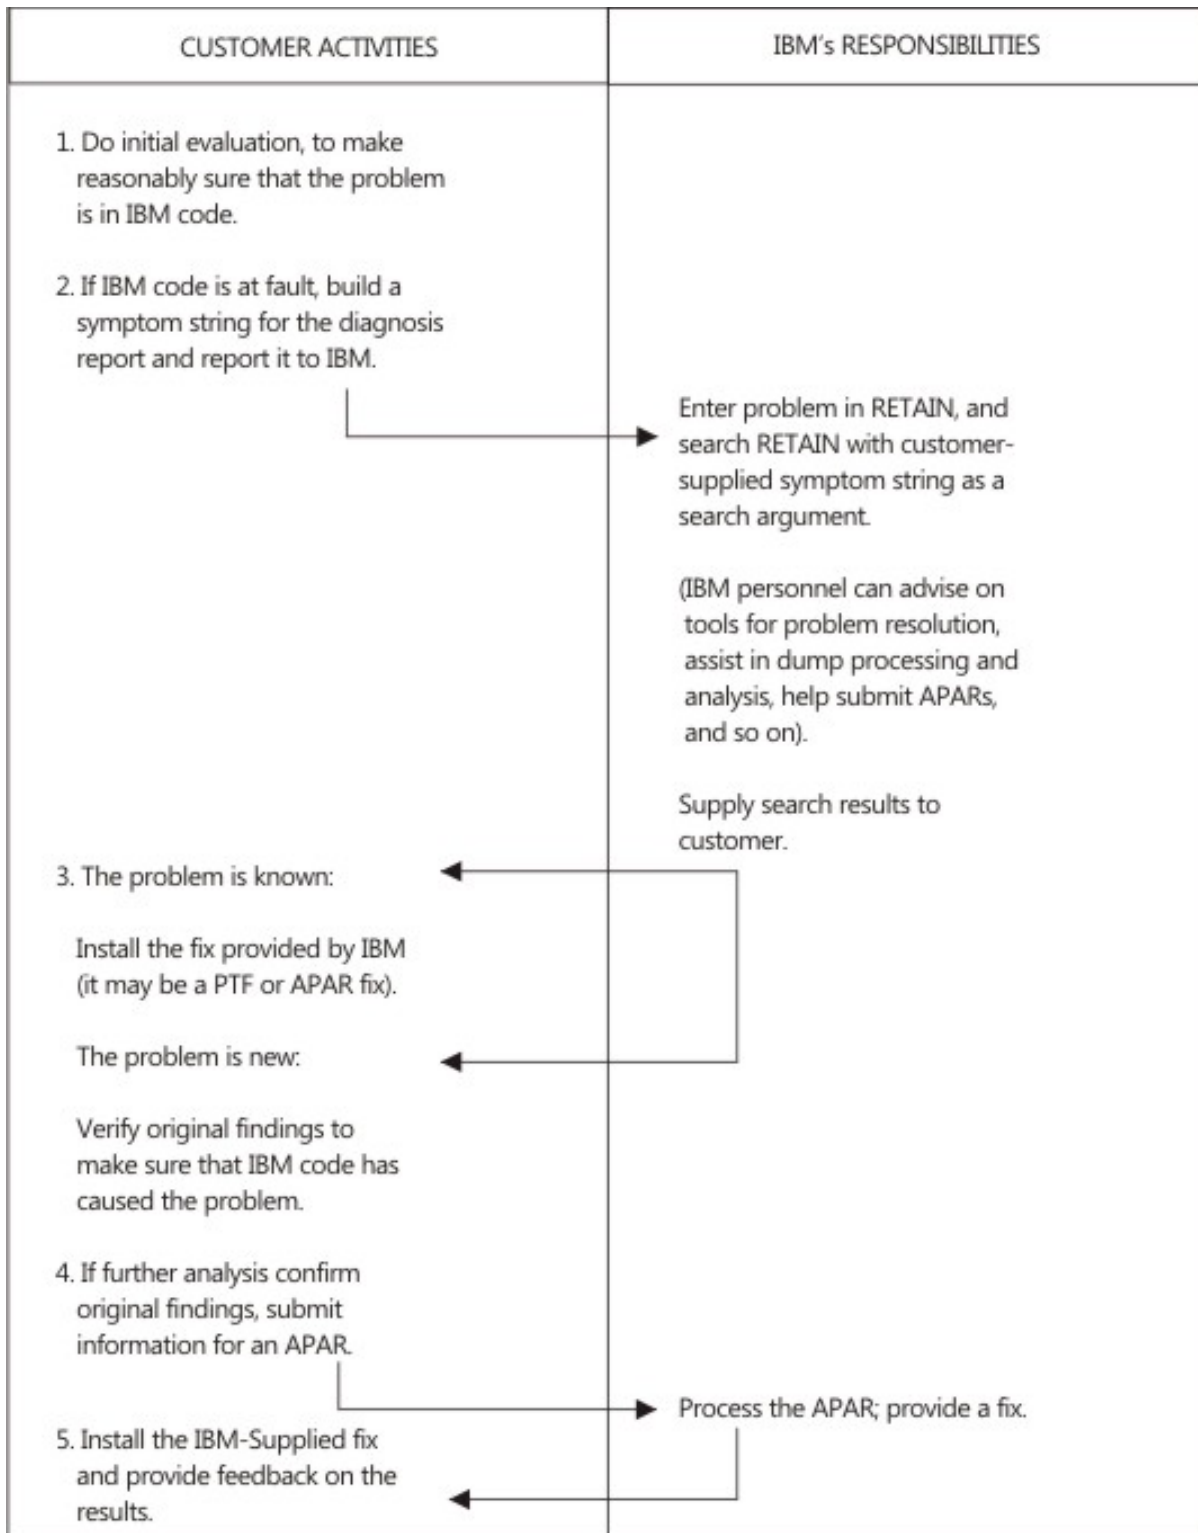 CUSTOMER ACTIVITIES
IBM's RESPONSIBILITIES
1. Do initial evaluation, to make
reasonably sure that the problem
is in IBM code.
2. If IBM code is at fault, build a
symptom string for the diagnosis
report and report it to IBM.
Enter problem in RETAIN, and
search RETAIN with customer-
supplied symptom string as a
search argument.
(IBM personnel can advise on
tools for problem resolution,
assist in dump processing and
analysis, help submit APARs,
and so on).
Supply search results to
customer.
3. The problem is known:
Install the fix provided by IBM
(it may be a PTF or APAR fix).
The problem is new:
Verify original findings to
make sure that IBM code has
caused the problem.
4. If further analysis confirm
original findings, submit
information for an APAR.
Process the APAR; provide a fix.
5. Install the IBM-Supplied fix
and provide feedback on the
results.